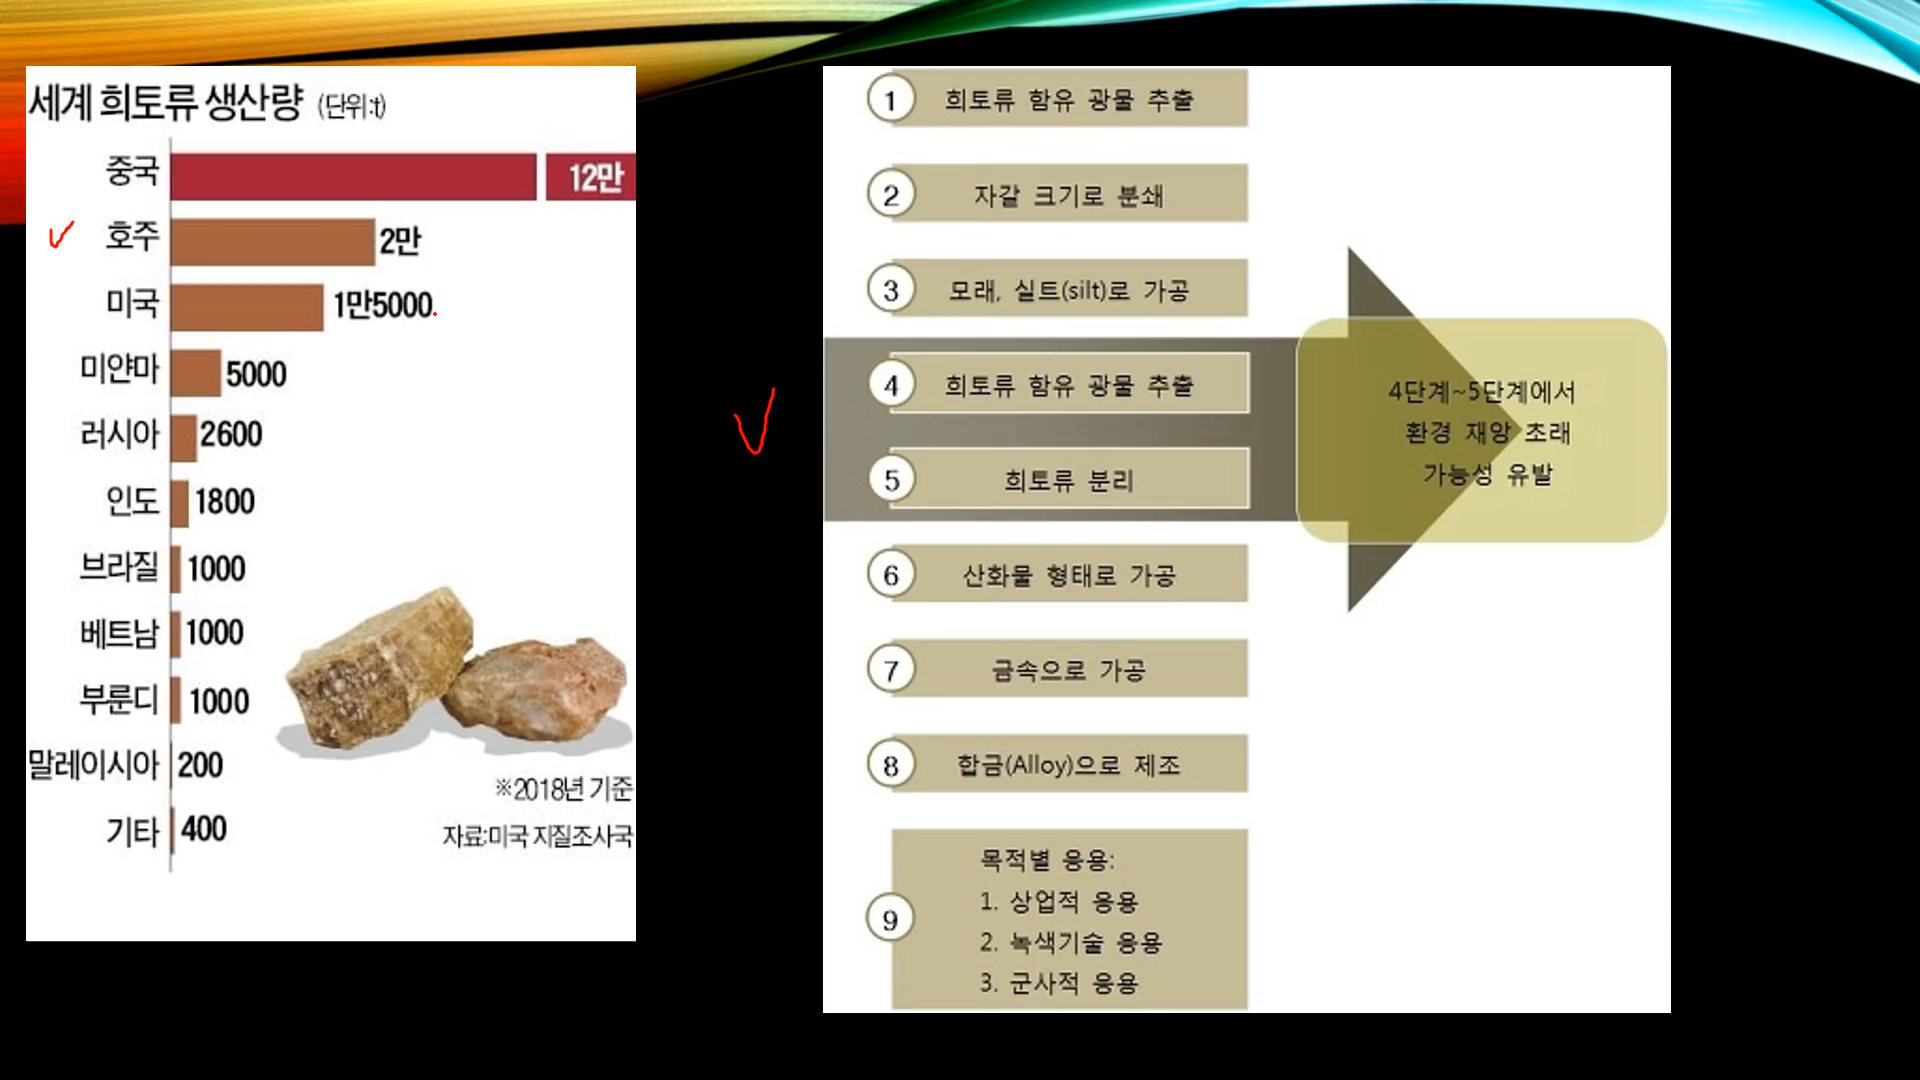 세계 희토류 생산량 (단위:t)
중국 12만
호주 2만
미국 1만5000
미얀마 5000
러시아 2600
인도 1800
브라질 1000
베트남 1000
부룬디 1000
말레이시아 200
기타 400
※2018년 기준
자료:미국 지질조사국
1 희토류 함유 광물 추출
2 자갈 크기로 분쇄
3 모래, 실트(silt)로 가공
4 희토류 함유 광물 추출
5 희토류 분리
4단계~5단계에서
환경 재앙 초래
가능성 유발
6 산화물 형태로 가공
7 금속으로 가공
8 합금(Alloy)으로 제조
9 목적별 응용:
1. 상업적 응용
2. 녹색기술 응용
3. 군사적 응용